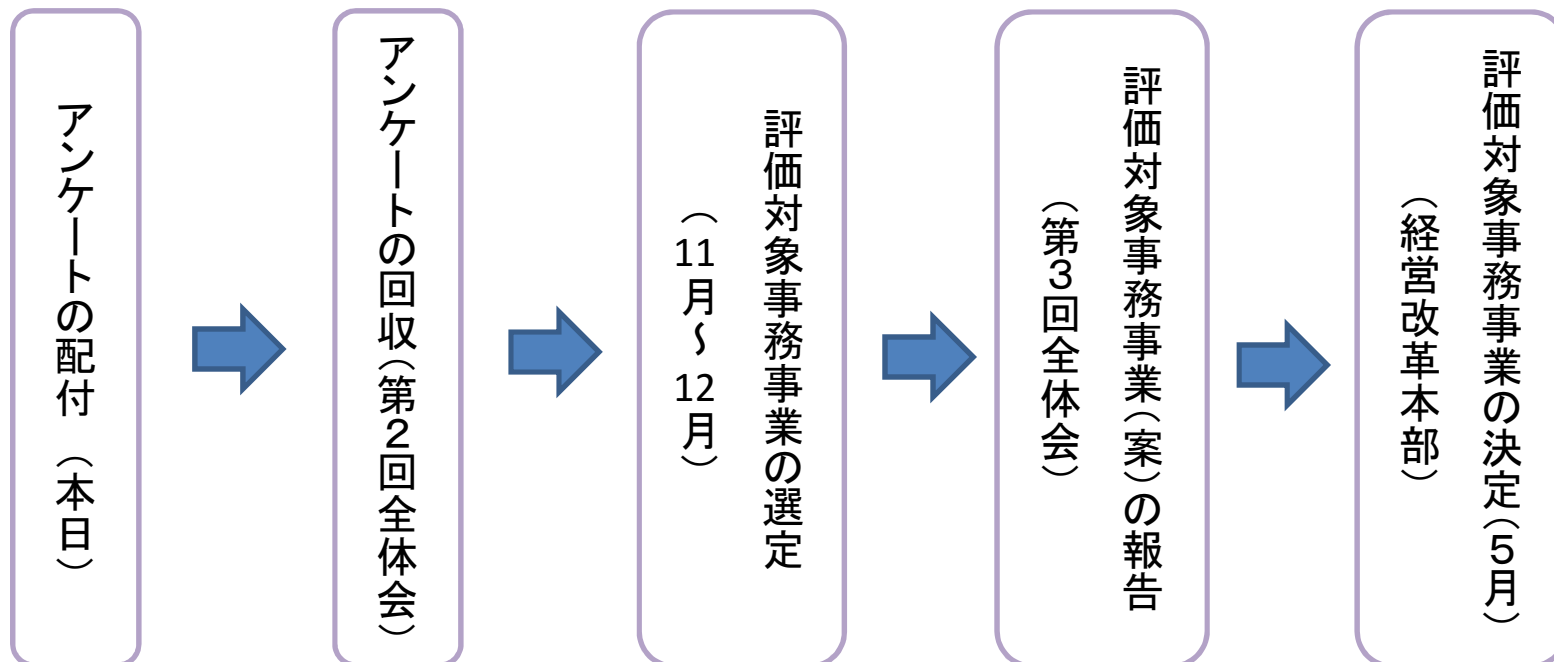 アンケートの配付　（本日）
アンケートの回収（第２回全体会）
評価対象事務事業の選定
（11月～12月）
評価対象事務事業（案）の報告
（第３回全体会）
評価対象事務事業の決定（５月）
（経営改革本部）